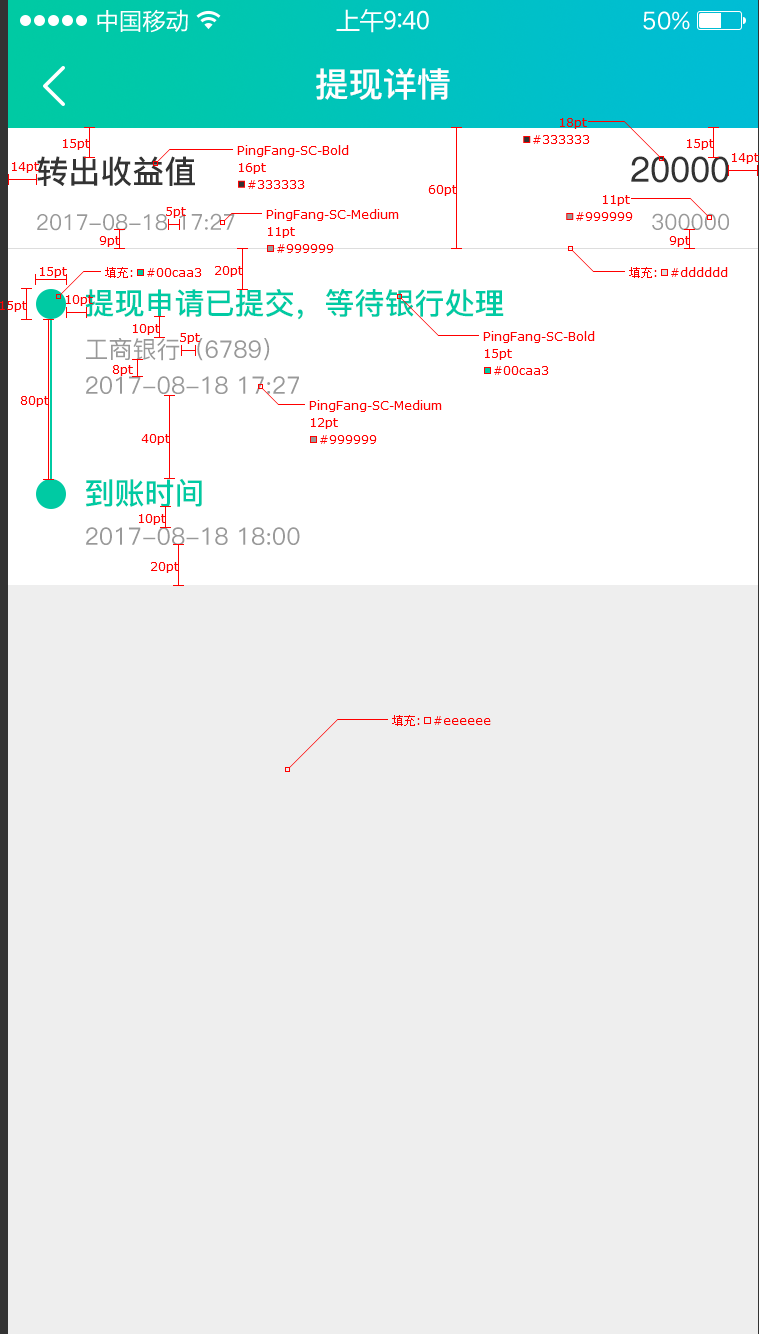 中国移动 上午9:40 50%
提现详情
18pt
15pt #333333 15pt
PingFang-SC-Bold
14pt 转出收益值 16pt 20000 14pt
#333333
60pt
11pt
5pt PingFang-SC-Medium #999999
2017-08-18 17:27 11pt 300000
9pt #999999 9pt
15pt 填充: #00caa3 20pt 填充: #dddddd
15pt 10pt 提现申请已提交，等待银行处理
10pt
5pt PingFang-SC-Bold
工商银行（6789） 15pt
8pt #00caa3
2017-08-18 17:27
80pt PingFang-SC-Medium
12pt
40pt #999999
到账时间
10pt
2017-08-18 18:00
20pt
填充: #eeeeee